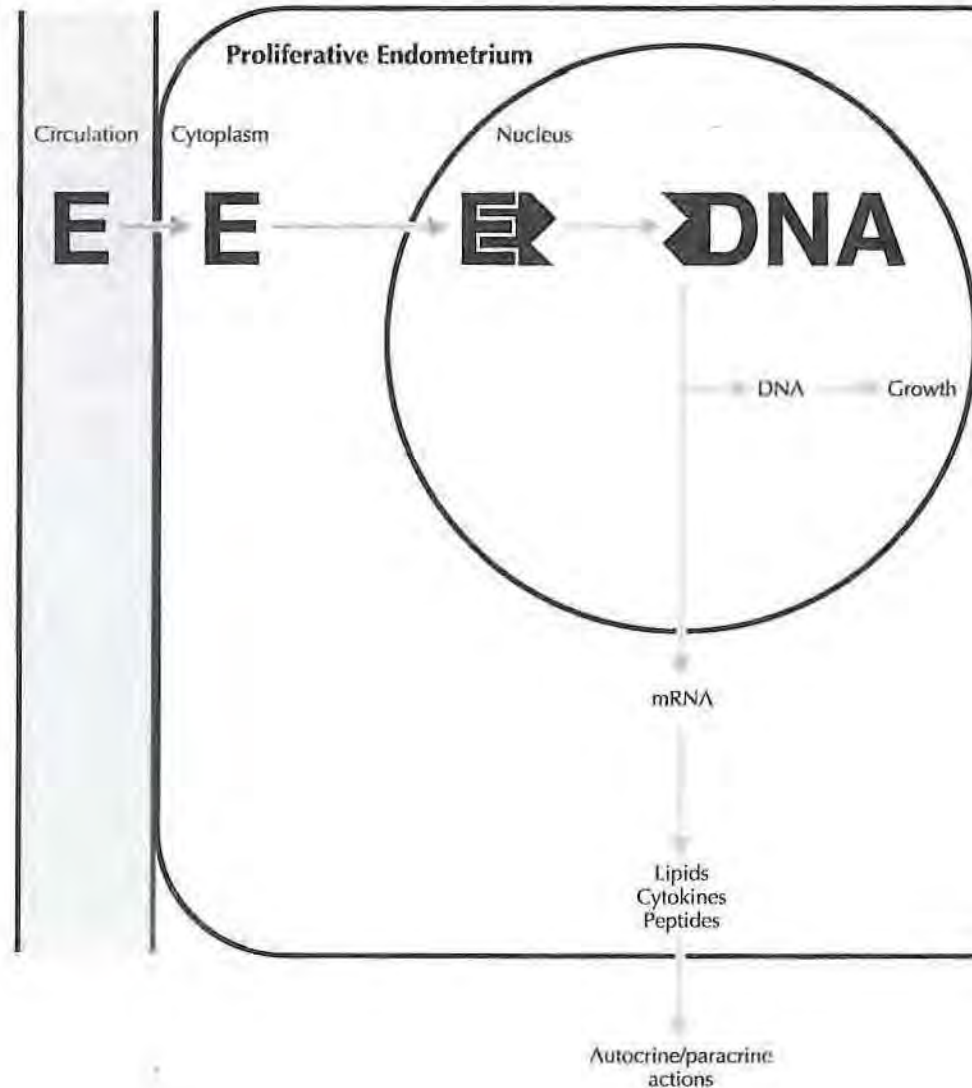 Proliferative Endometrium
Circulation Cytoplasm Nucleus
E E E DNA
DNA Growth
mRNA
Lipids
Cytokines
Peptides
Autocrine/paracrine
actions